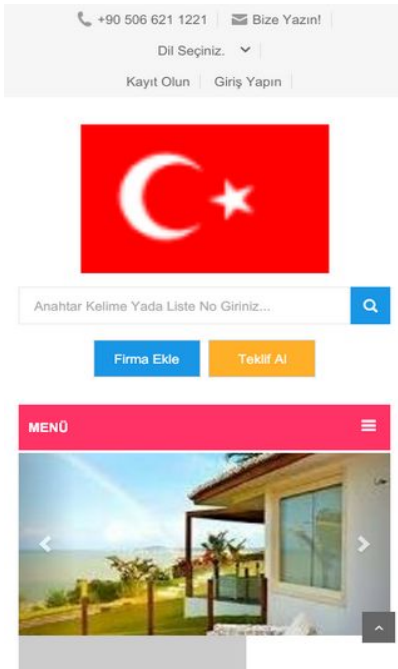 +90 506 621 1221 Bize Yazın!
Dil Seçiniz.
Kayıt Olun Giriş Yapın
Anahtar Kelime Yada Liste No Giriniz...
Firma Ekle Teklif Al
MENÜ